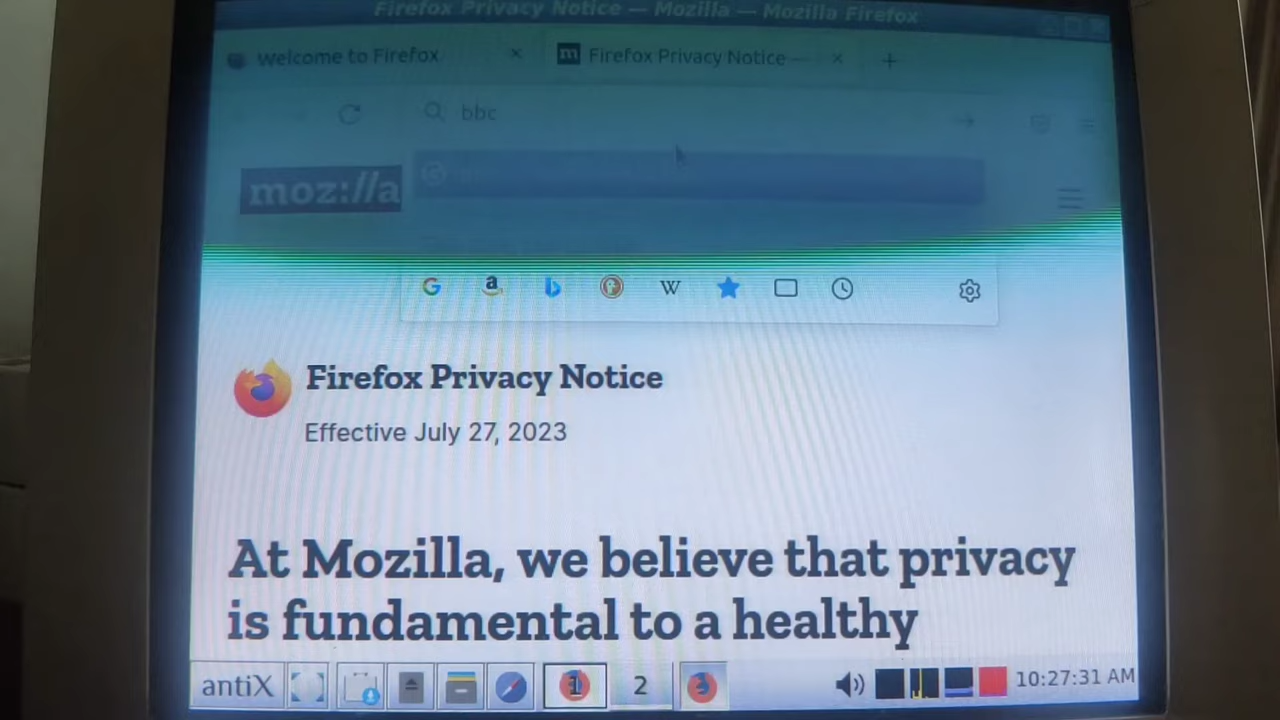 Firefox Privacy Notice — Mozilla — Mozilla Firefox
Welcome to Firefox
Firefox Privacy Notice —
bbc
moz://a
Firefox Privacy Notice
Effective July 27, 2023
At Mozilla, we believe that privacy
is fundamental to a healthy
antiX 1 2 10:27:31 AM